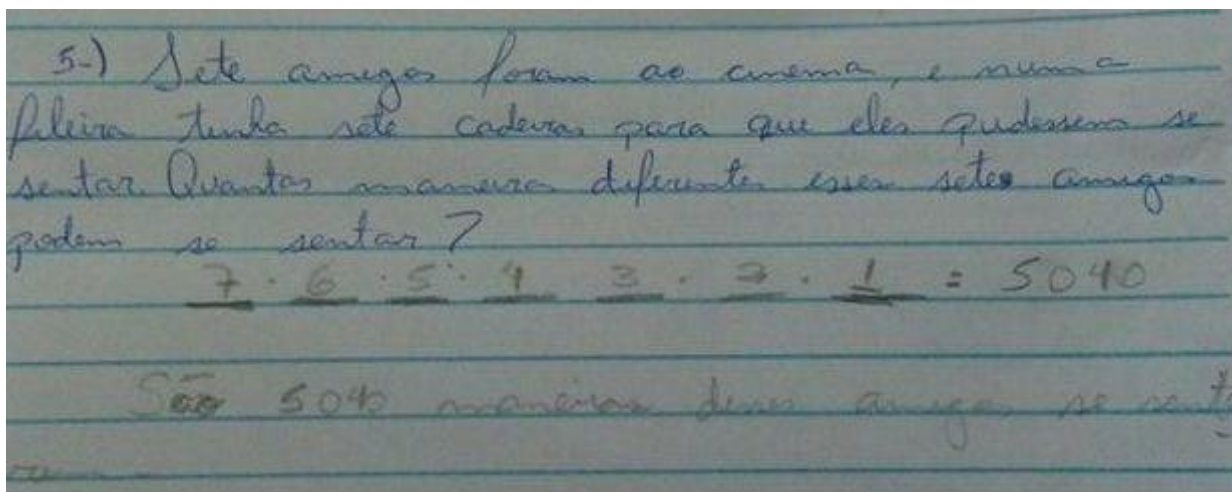 5-) Sete amigos foram ao cinema, e numa
fileira tinha sete cadeiras para que eles pudessem se
sentar. Quantas maneira diferentes esses setes amigos
podem se sentar?
7 . 6 . 5 . 4 3 . 2 . 1 = 5040
São 5040 maneiras desses amigos se sent